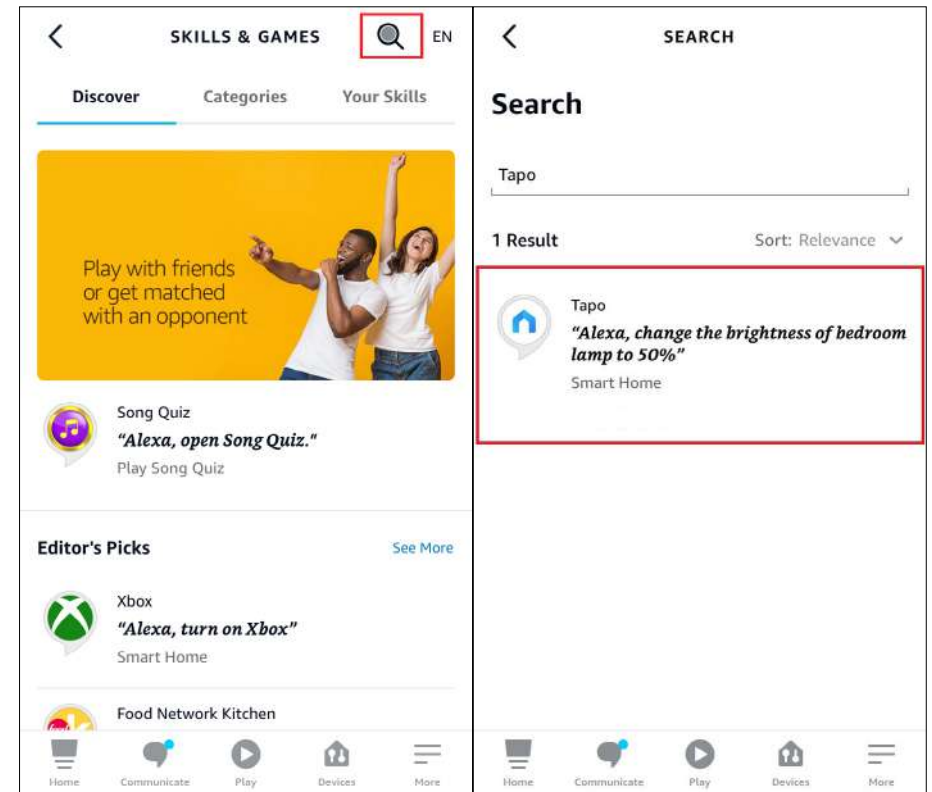 SKILLS & GAMES
EN
Discover
Categories
Your Skills
Play with friends
or get matched
with an opponent
Song Quiz
“Alexa, open Song Quiz."
Play Song Quiz
Editor's Picks
See More
Xbox
“Alexa, turn on Xbox”
Smart Home
Food Network Kitchen
Home
Communicate
Play
Devices
More
SEARCH
Search
Tapo
1 Result
Sort: Relevance
Tapo
“Alexa, change the brightness of bedroom
lamp to 50%”
Smart Home
Home
Communicate
Play
Devices
More